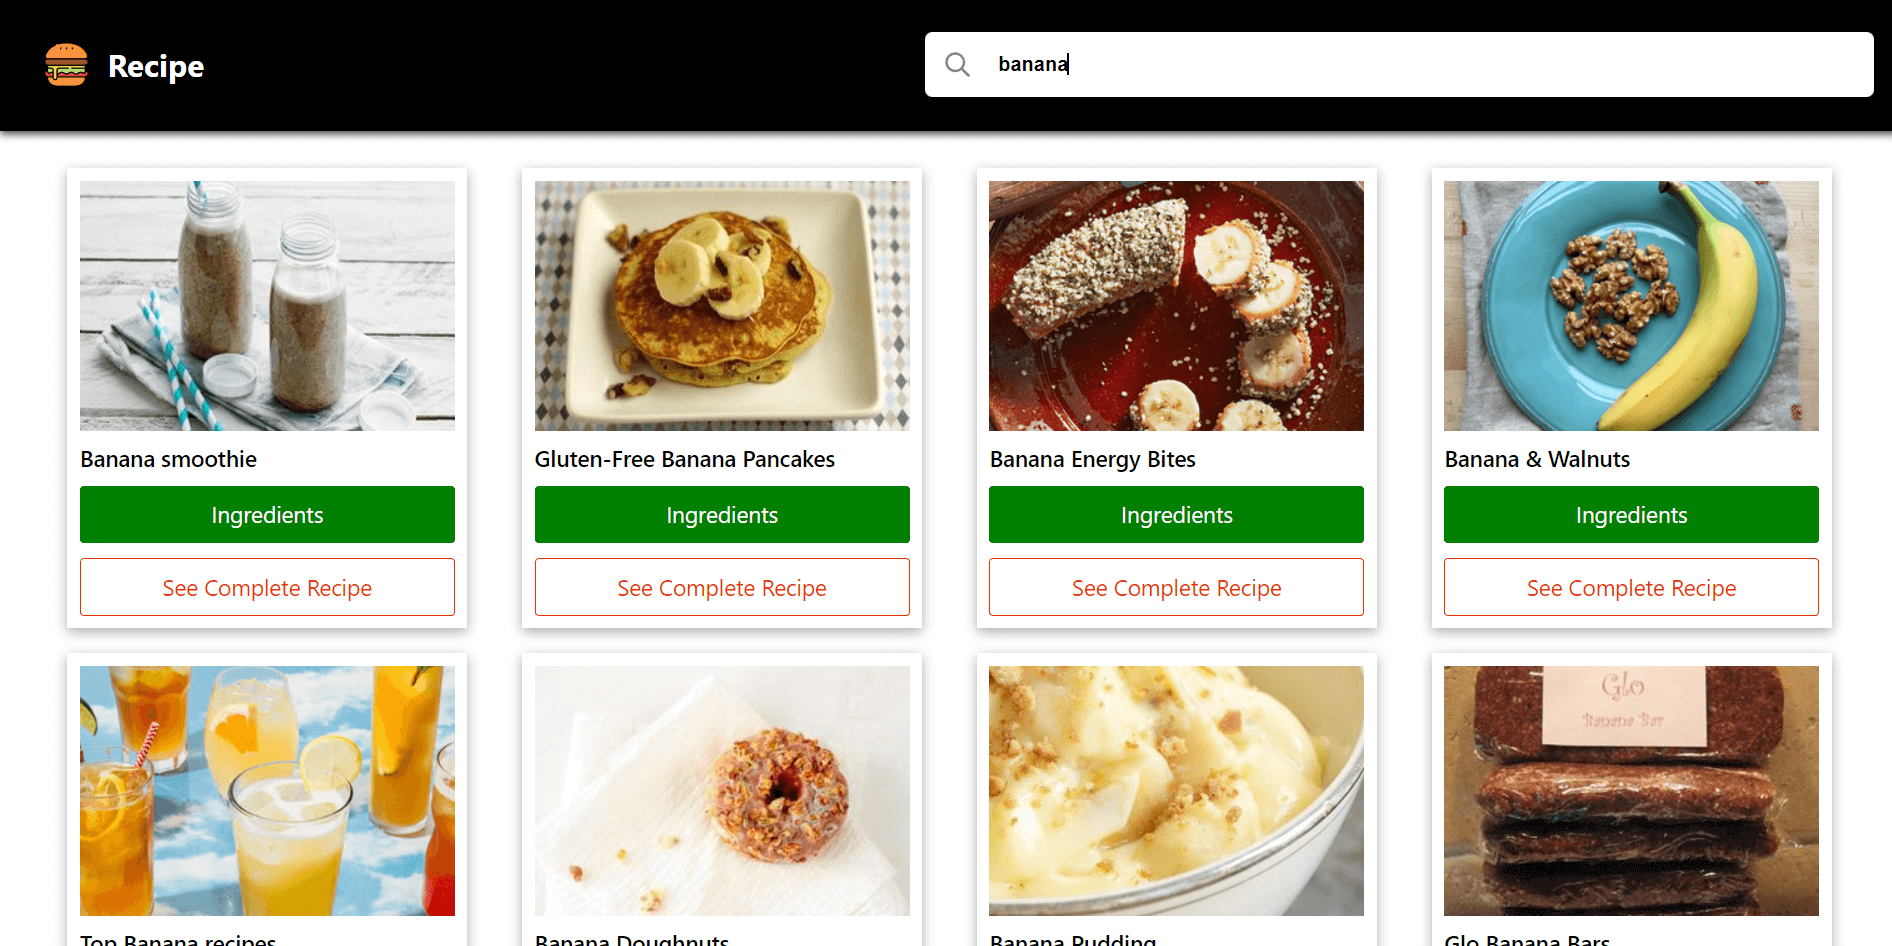 Recipe
banana
Banana smoothie
Gluten-Free Banana Pancakes
Banana Energy Bites
Banana & Walnuts
Ingredients
Ingredients
Ingredients
Ingredients
See Complete Recipe
See Complete Recipe
See Complete Recipe
See Complete Recipe
Glo
Banana Bar
Top Banana recipes
Banana Doughnuts
Banana Pudding
Glo Banana Bars